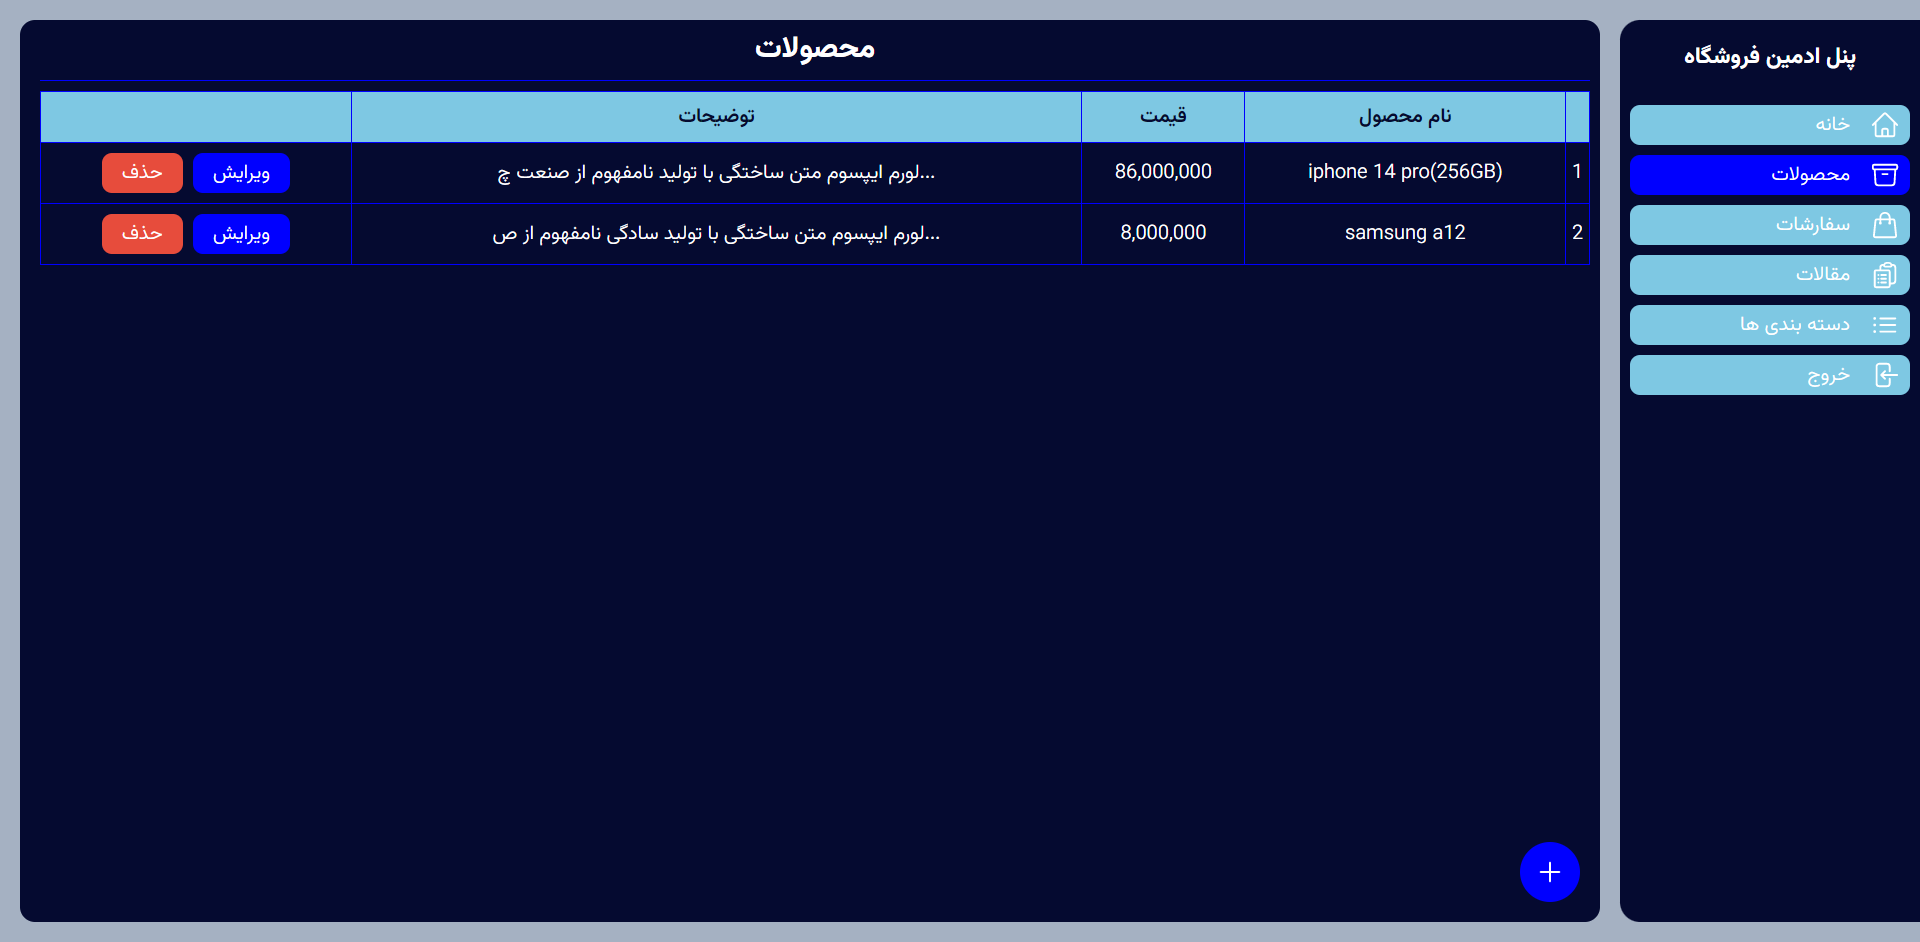 پنل ادمین فروشگاه
خانه
محصولات
سفارشات
مقالات
دسته بندی ها
خروج
محصولات
نام محصول قیمت توضیحات
1 iphone 14 pro(256GB) 86,000,000 لورم ایپسوم متن ساختگی با تولید نامفهوم از صنعت چ... ویرایش حذف
2 samsung a12 8,000,000 لورم ایپسوم متن ساختگی با تولید سادگی نامفهوم از ص... ویرایش حذف
+